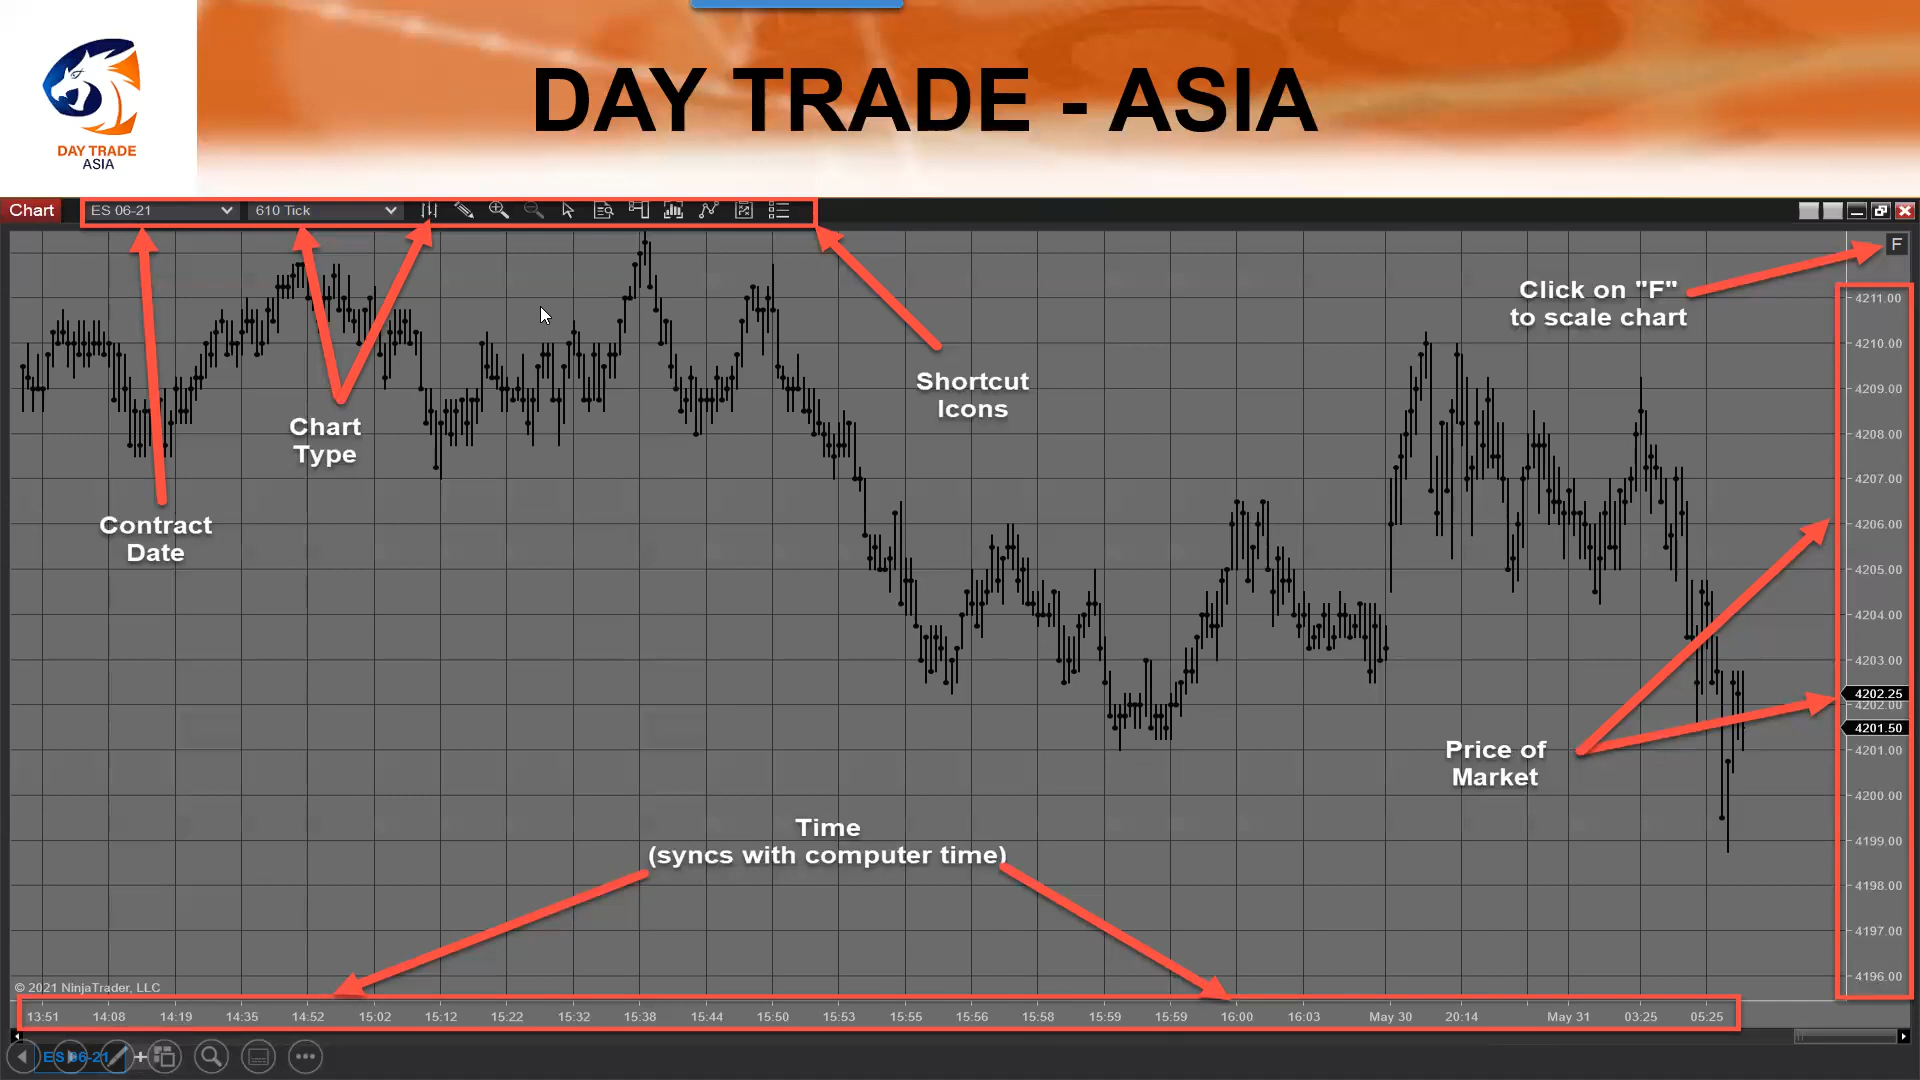 DAY TRADE - ASIA
DAY TRADE
ASIA
Chart
ES 06-21
610 Tick
F
Click on "F"
to scale chart
Shortcut
Icons
Chart
Type
Contract
Date
Price of
Market
Time
(syncs with computer time)
4211.00
4210.00
4209.00
4208.00
4207.00
4206.00
4205.00
4204.00
4203.00
4202.25
4202.00
4201.50
4201.00
4200.00
4199.00
4198.00
4197.00
4196.00
© 2021 NinjaTrader, LLC
13:51 14:08 14:19 14:35 14:52 15:02 15:12 15:22 15:32 15:38 15:44 15:50 15:53 15:55 15:56 15:58 15:59 15:59 16:00 16:03 May 30 20:14 May 31 03:25 05:25
ES 06-21